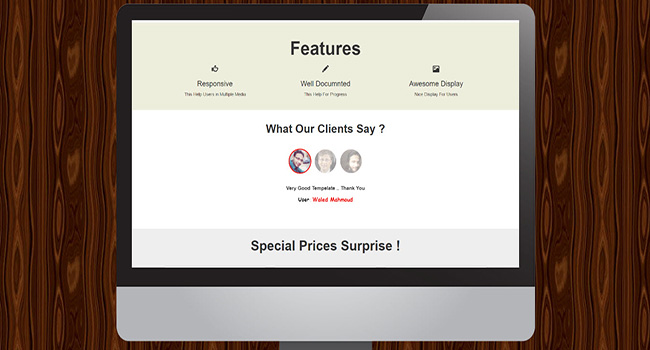 Features
Responsive Well Documnted Awesome Display
This Help Users in Multiple Media This Help For Progress Nice Display For Users
What Our Clients Say ?
Very Good Tempelate .. Thank You
User Waled Mahmoud
Special Prices Surprise !